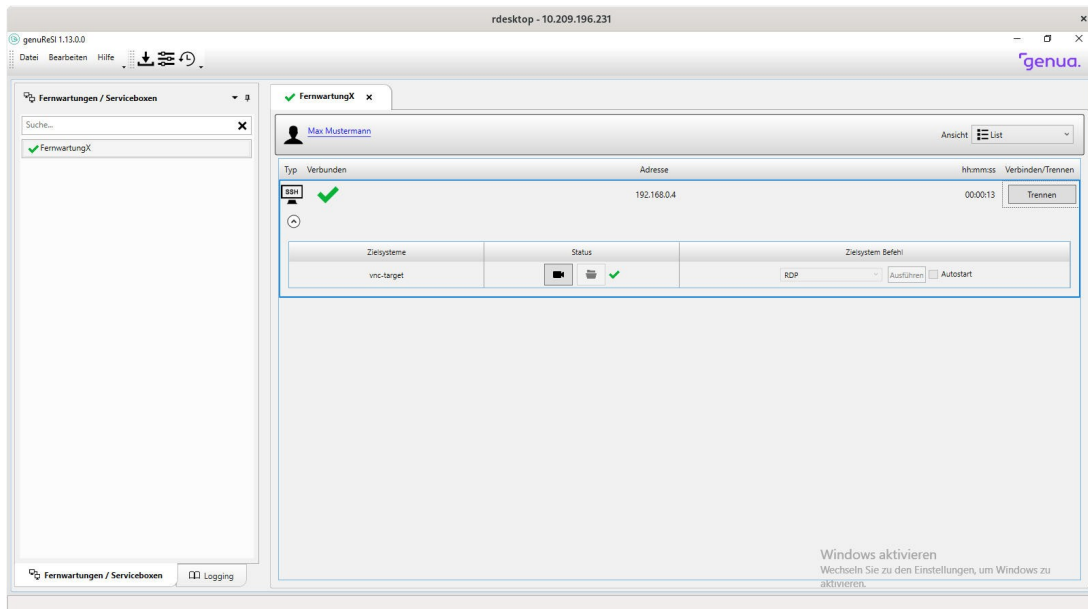 rdesktop - 10.209.196.231
genuReSI 1.13.0.0
Datei Bearbeiten Hilfe
genua.
Fernwartungen / Serviceboxen
FernwartungX
Suche...
FernwartungX
Max Mustermann
Ansicht List
Typ Verbunden Adresse hh:mm:ss Verbinden/Trennen
SSH 192.168.0.4 00:00:13 Trennen
Zielsysteme Status Zielsystem Befehl
vnc-target RDP Ausführen Autostart
Windows aktivieren
Wechseln Sie zu den Einstellungen, um Windows zu
aktivieren.
Fernwartungen / Serviceboxen Logging